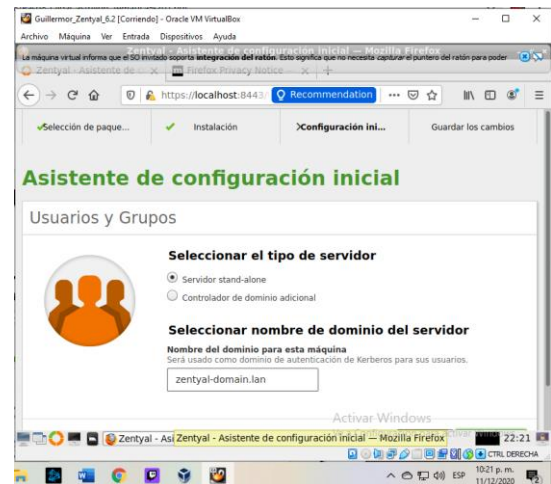 Guillermor_Zentyal_6.2 [Corriendo] - Oracle VM VirtualBox
Archivo Máquina Ver Entrada Dispositivos Ayuda
Zentyal - Asistente de configuración inicial — Mozilla Firefox
La máquina virtual informa que el SO invitado soporta integración del ratón. Esto significa que no necesita capturar el puntero del ratón para poder
Zentyal - Asistente de c
Firefox Privacy Notice
https://localhost:8443/ Recommendation
Selección de paque... Instalación Configuración ini... Guardar los cambios
Asistente de configuración inicial
Usuarios y Grupos
Seleccionar el tipo de servidor
Servidor stand-alone
Controlador de dominio adicional
Seleccionar nombre de dominio del servidor
Nombre del dominio para esta máquina
Será usado como dominio de autenticación de Kerberos para sus usuarios.
zentyal-domain.lan
Activar Windows
Zentyal - Asi Zentyal - Asistente de configuración inicial — Mozilla Firefox 22:21
CTRL DERECHA
ESP 10:21 p. m.
11/12/2020